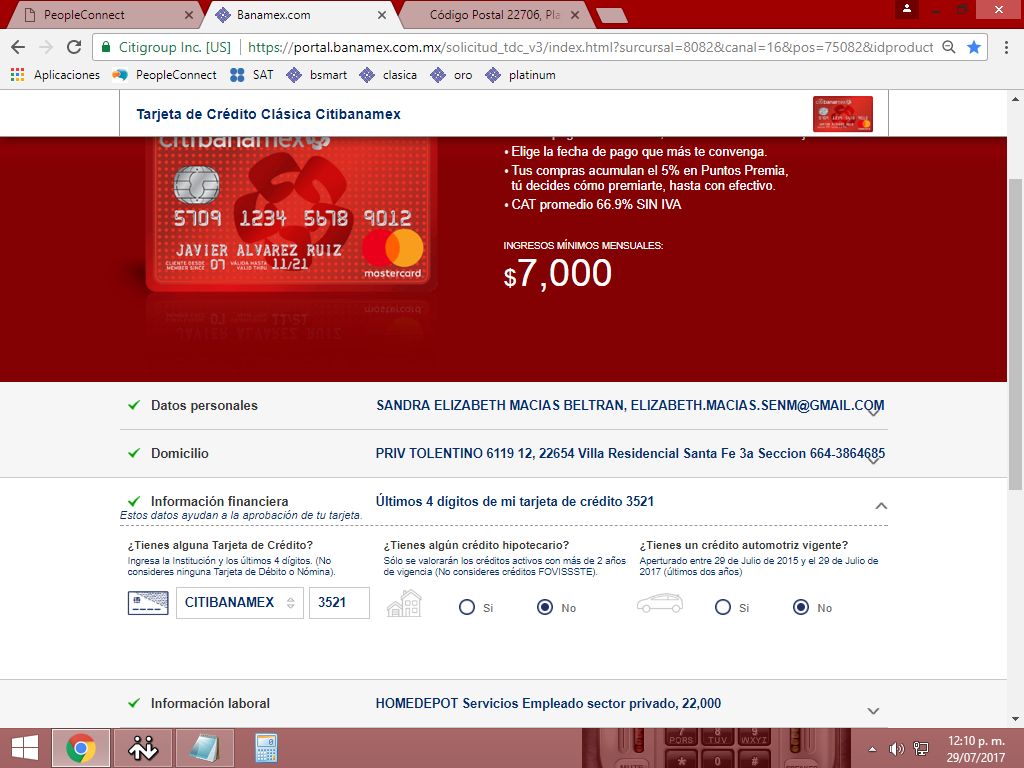 PeopleConnect
Banamex.com
Código Postal 22706, Pla
Citigroup Inc. [US]
https://portal.banamex.com.mx/solicitud_tdc_v3/index.html?surcursal=8082&canal=16&pos=75082&idproduct
Aplicaciones
PeopleConnect
SAT
bsmart
clasica
oro
platinum
Tarjeta de Crédito Clásica Citibanamex
citibanamex
5709 1234 5678 9012
JAVIER ALVAREZ RUIZ
CLIENTE DESDE
MEMBER SINCE
07
VÁLIDA HASTA
VALID THRU
11/21
mastercard
• Elige la fecha de pago que más te convenga.
• Tus compras acumulan el 5% en Puntos Premia,
tú decides cómo premiarte, hasta con efectivo.
• CAT promedio 66.9% SIN IVA
INGRESOS MÍNIMOS MENSUALES:
$7,000
Datos personales
SANDRA ELIZABETH MACIAS BELTRAN, ELIZABETH.MACIAS.SENM@GMAIL.COM
Domicilio
PRIV TOLENTINO 6119 12, 22654 Villa Residencial Santa Fe 3a Seccion 664-3864685
Información financiera
Últimos 4 dígitos de mi tarjeta de crédito 3521
Estos datos ayudan a la aprobación de tu tarjeta.
¿Tienes alguna Tarjeta de Crédito?
Ingresa la Institución y los últimos 4 dígitos. (No
consideres ninguna Tarjeta de Débito o Nómina).
CITIBANAMEX
3521
¿Tienes algún crédito hipotecario?
Sólo se valorarán los créditos activos con más de 2 años
de vigencia (No consideres créditos FOVISSSTE).
Si
No
¿Tienes un crédito automotriz vigente?
Aperturado entre 29 de Julio de 2015 y el 29 de Julio de
2017 (últimos dos años)
Si
No
Información laboral
HOMEDEPOT Servicios Empleado sector privado, 22,000
12:10 p. m.
29/07/2017